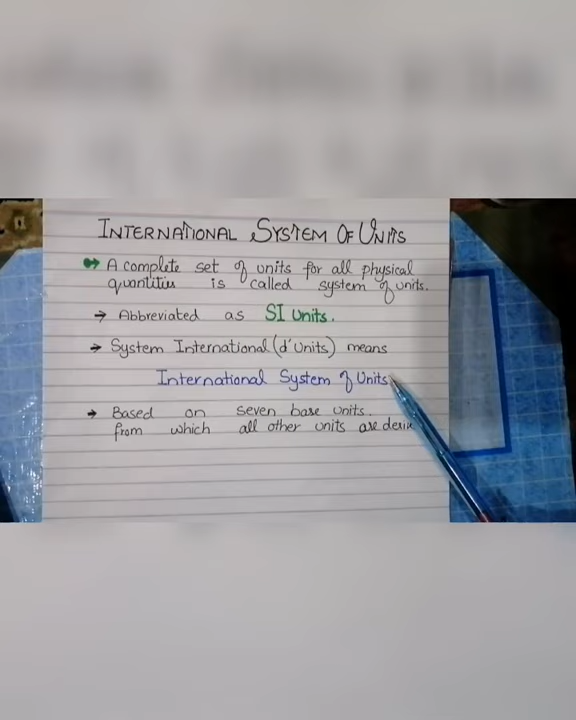 INTERNATIONAL SYSTEM OF UNITS
A complete set of units for all physical
quantities is called system of units.
→ Abbreviated as SI Units.
→ System International (d'Units) means
International System of Units
→ Based on seven base units.
from which all other units are